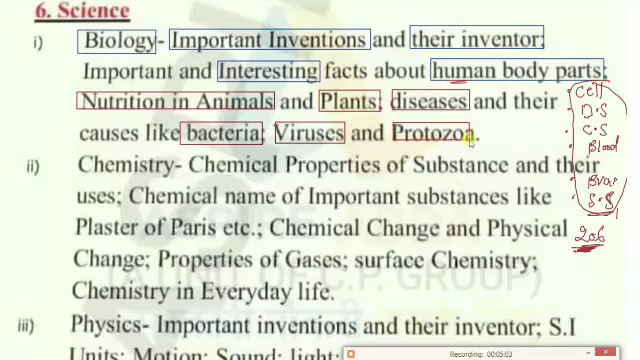 6. Science
i) Biology- Important Inventions and their inventor;
Important and Interesting facts about human body parts;
Nutrition in Animals and Plants; diseases and their
causes like bacteria; Viruses and Protozoa.
Cell
D.S
C.S
Blood
S.S
206
ii) Chemistry- Chemical Properties of Substance and their
uses; Chemical name of Important substances like
Plaster of Paris etc.; Chemical Change and Physical
Change; Properties of Gases; surface Chemistry;
Chemistry in Everyday life.
iii) Physics- Important inventions and their inventor; S.I
Units; Motion; Sound; light;
Recording: 00:05:03
C.P. GROUP